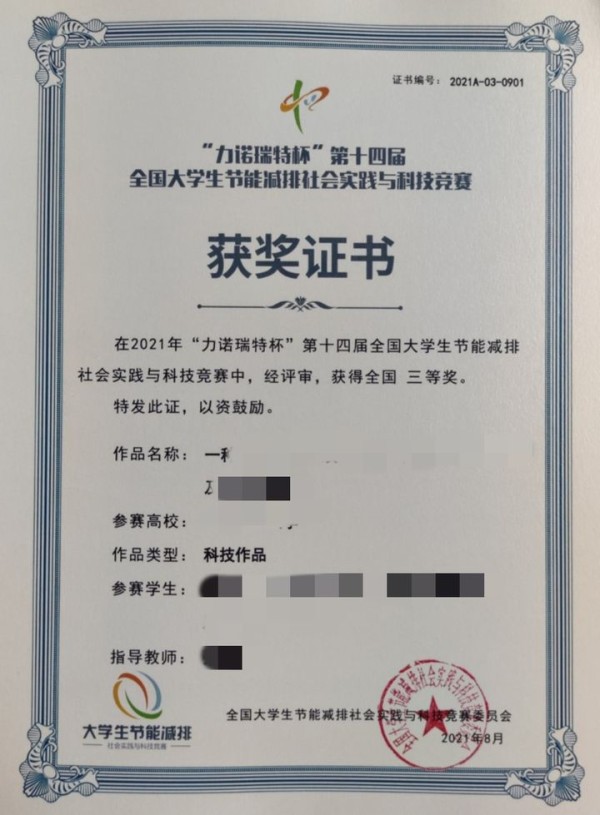 证书编号： 2021A-03-0901
“力诺瑞特杯”第十四届
全国大学生节能减排社会实践与科技竞赛
获奖证书
在2021年“力诺瑞特杯”第十四届全国大学生节能减排
社会实践与科技竞赛中，经评审，获得全国 三等奖。
特发此证，以资鼓励。
作品名称： 一种
参赛高校：
作品类型： 科技作品
参赛学生：
指导教师：
大学生节能减排
社会实践与科技竞赛
全国大学生节能减排社会实践与科技竞赛委员会
2021年8月